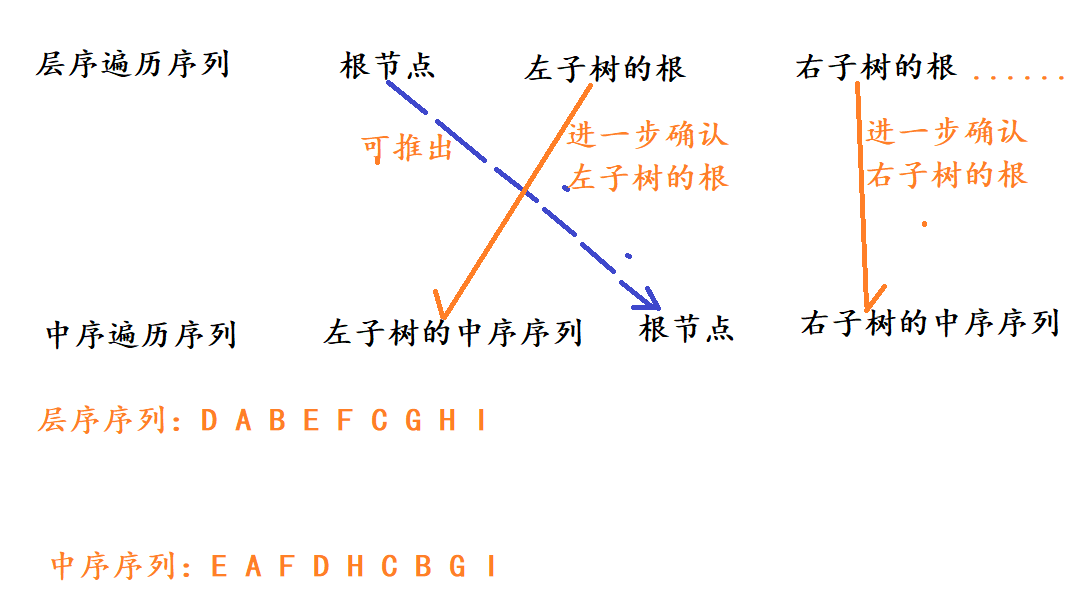 层序遍历序列 根节点 左子树的根 右子树的根 ......
可推出 进一步确认 进一步确认
左子树的根 右子树的根
中序遍历序列 左子树的中序序列 根节点 右子树的中序序列
层序序列: D A B E F C G H I
中序序列: E A F D H C B G I